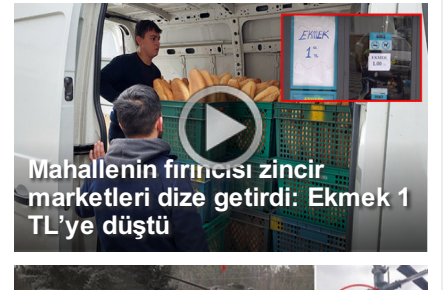 EKMEK
1
EKMEK
1.00
Mahallenin fırıncısı zincir
marketleri dize getirdi: Ekmek 1
TL'ye düştü